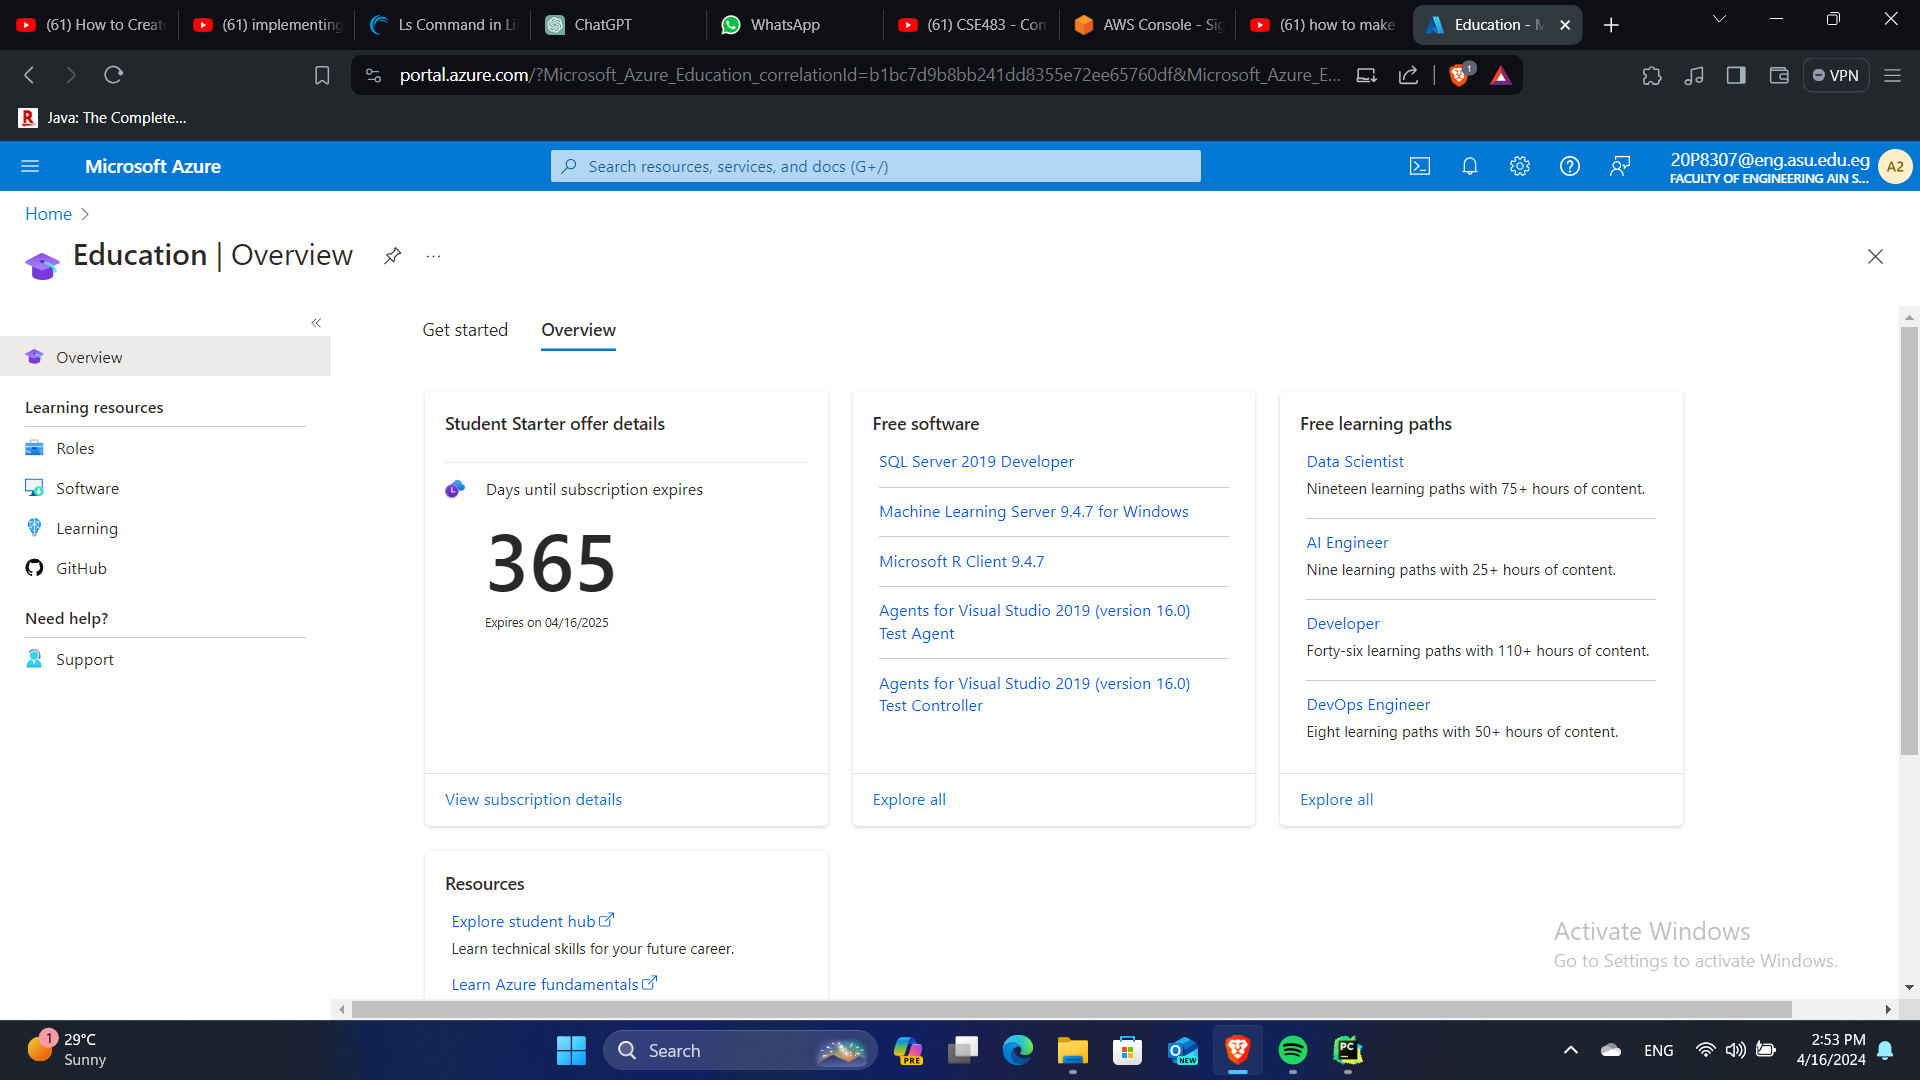 (61) How to Create
(61) implementing
Ls Command in Li
ChatGPT
WhatsApp
(61) CSE483 - Con
AWS Console - Sig
(61) how to make
Education - M
portal.azure.com/?Microsoft_Azure_Education_correlationId=b1bc7d9b8bb241dd8355e72ee65760df&Microsoft_Azure_E...
1
VPN
Java: The Complete...
Microsoft Azure
Search resources, services, and docs (G+/)
20P8307@eng.asu.edu.eg
FACULTY OF ENGINEERING AIN S...
A2
Home
Education | Overview
...
Overview
Learning resources
Roles
Software
Learning
GitHub
Need help?
Support
Get started
Overview
Student Starter offer details
Days until subscription expires
365
Expires on 04/16/2025
View subscription details
Free software
SQL Server 2019 Developer
Machine Learning Server 9.4.7 for Windows
Microsoft R Client 9.4.7
Agents for Visual Studio 2019 (version 16.0)
Test Agent
Agents for Visual Studio 2019 (version 16.0)
Test Controller
Explore all
Free learning paths
Data Scientist
Nineteen learning paths with 75+ hours of content.
AI Engineer
Nine learning paths with 25+ hours of content.
Developer
Forty-six learning paths with 110+ hours of content.
DevOps Engineer
Eight learning paths with 50+ hours of content.
Explore all
Resources
Explore student hub
Learn technical skills for your future career.
Learn Azure fundamentals
Activate Windows
Go to Settings to activate Windows.
1
29°C
Sunny
Search
PRE
NEW
PC
ENG
2:53 PM
4/16/2024